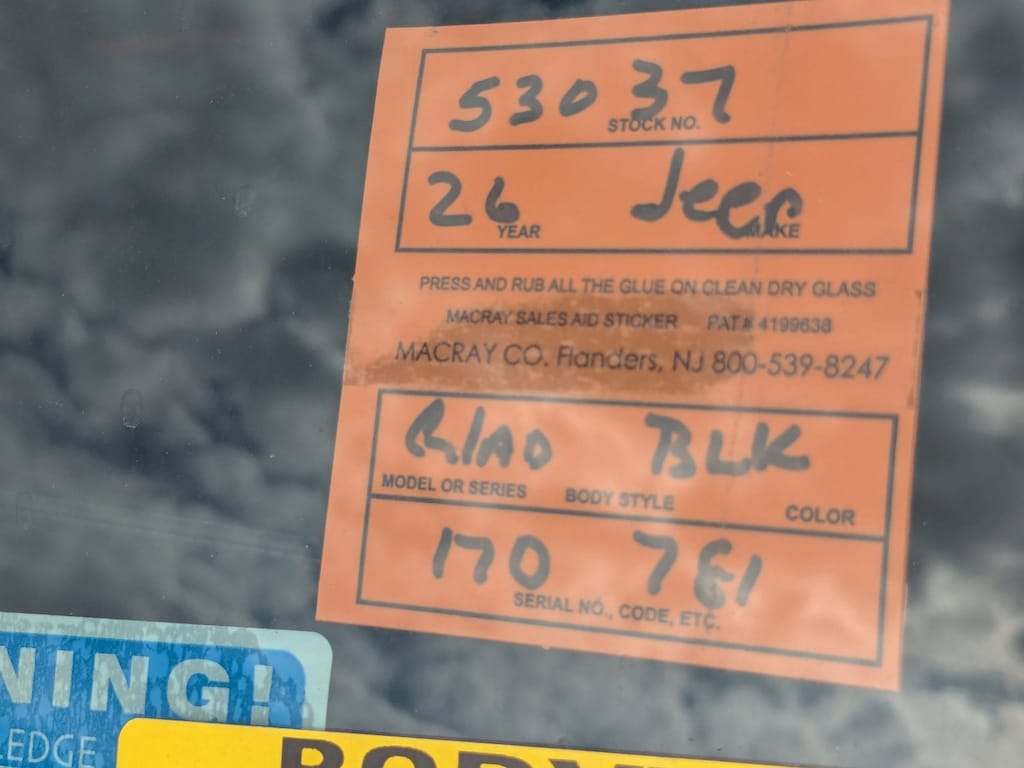 53037
STOCK NO.
26 Jeep
YEAR MAKE
PRESS AND RUB ALL THE GLUE ON CLEAN DRY GLASS
MACRAY SALES AID STICKER PAT# 4199638
MACRAY CO. Flanders, NJ 800-539-8247
GlAD BLK
MODEL OR SERIES BODY STYLE COLOR
170 781
SERIAL NO., CODE, ETC.
NING!
LEDGE